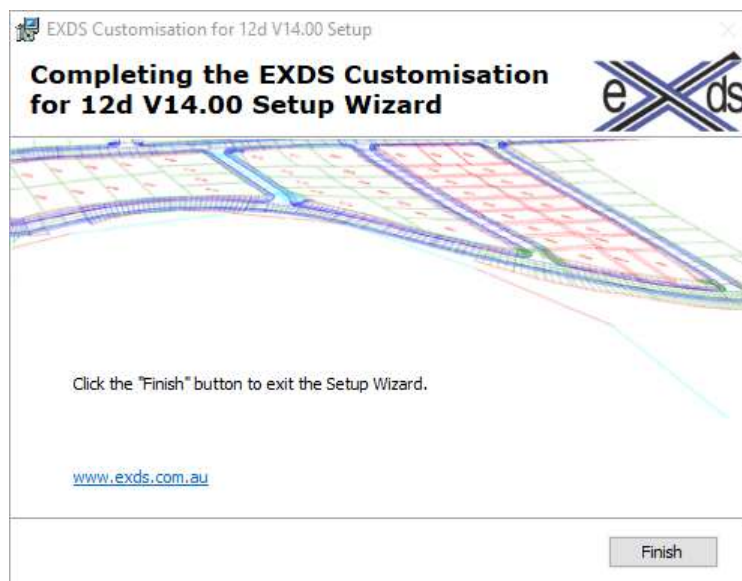 EXDS Customisation for 12d V14.00 Setup
Completing the EXDS Customisation
for 12d V14.00 Setup Wizard
exds
Click the "Finish" button to exit the Setup Wizard.
www.exds.com.au
Finish